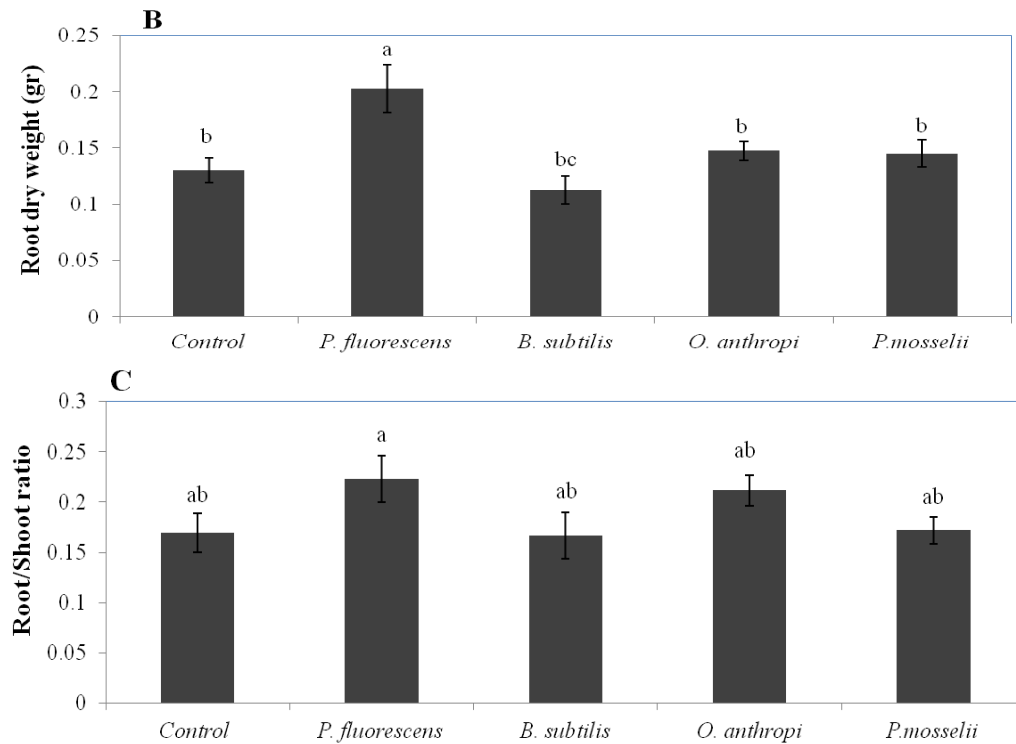 B
Root dry weight (gr)
0.25
0.2
0.15
0.1
0.05
0
b
a
bc
b
b
Control
P. fluorescens
B. subtilis
O. anthropi
P.mosselii
C
Root/Shoot ratio
0.3
0.25
0.2
0.15
0.1
0.05
0
ab
a
ab
ab
ab
Control
P. fluorescens
B. subtilis
O. anthropi
P.mosselii